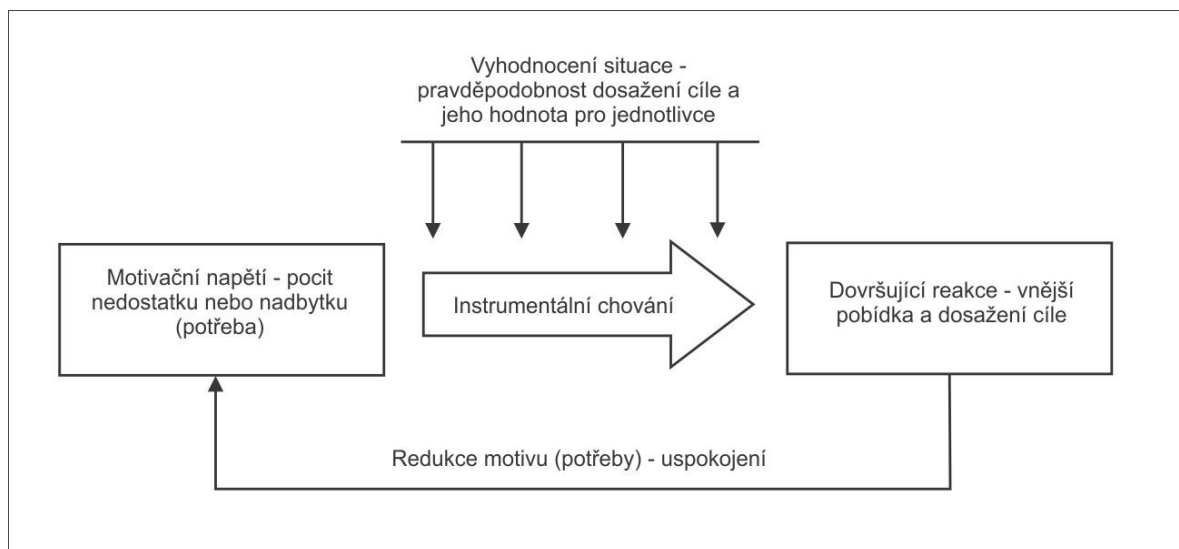 Vyhodnocení situace -
pravděpodobnost dosažení cíle a
jeho hodnota pro jednotlivce
Motivační napětí - pocit
nedostatku nebo nadbytku
(potřeba)
Instrumentální chování
Dovršující reakce - vnější
pobídka a dosažení cíle
Redukce motivu (potřeby) - uspokojení